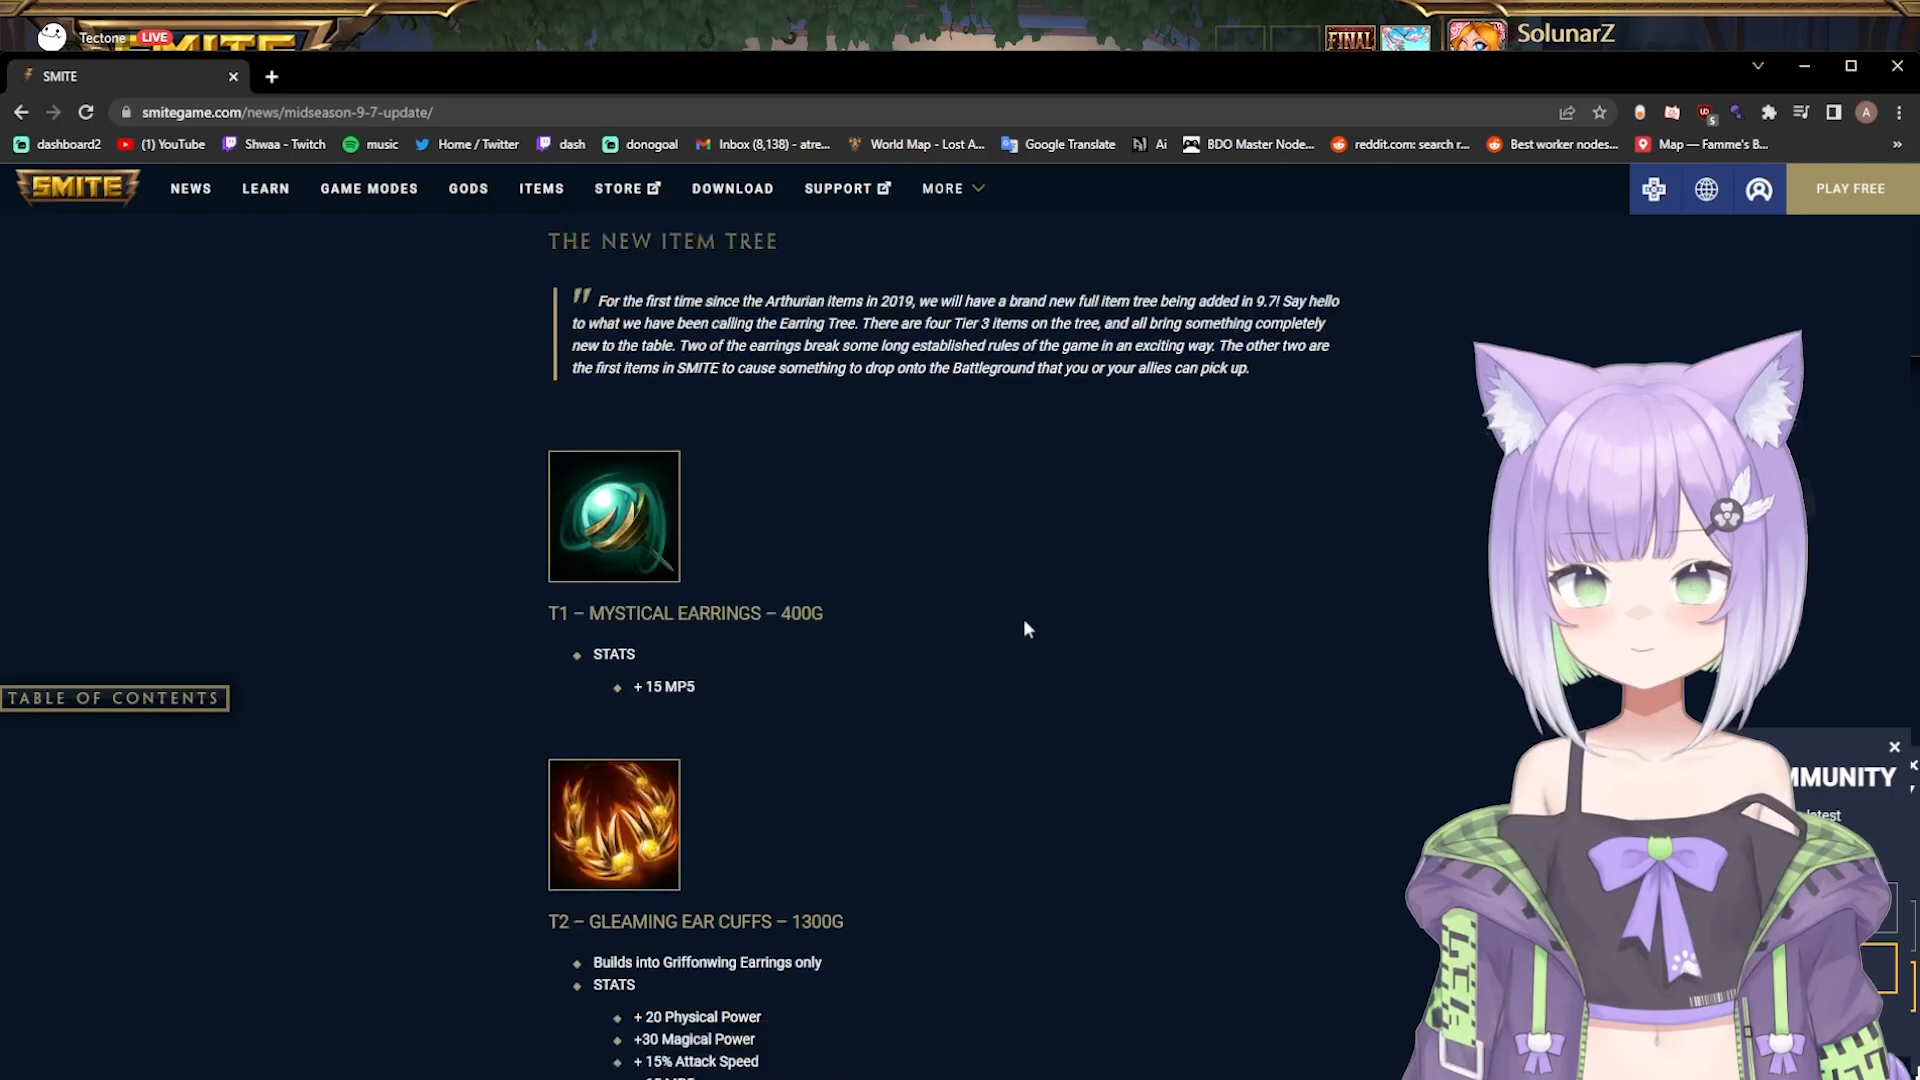 Tectone LIVE
SMITE
FINAL
SolunarZ
SMITE
smitegame.com/news/midseason-9-7-update/
dashboard2
(1) YouTube
Shwaa - Twitch
music
Home / Twitter
dash
donogoal
Inbox (8,138) - atre...
World Map - Lost A...
Google Translate
Ai
BDO Master Node...
reddit.com: search r...
Best worker nodes...
Map — Famme's B...
»
SMITE
NEWS
LEARN
GAME MODES
GODS
ITEMS
STORE
DOWNLOAD
SUPPORT
MORE
PLAY FREE
THE NEW ITEM TREE
" For the first time since the Arthurian items in 2019, we will have a brand new full item tree being added in 9.7! Say hello
to what we have been calling the Earring Tree. There are four Tier 3 items on the tree, and all bring something completely
new to the table. Two of the earrings break some long established rules of the game in an exciting way. The other two are
the first items in SMITE to cause something to drop onto the Battleground that you or your allies can pick up.
T1 – MYSTICAL EARRINGS – 400G
STATS
+ 15 MP5
TABLE OF CONTENTS
MMUNITY
latest
T2 – GLEAMING EAR CUFFS – 1300G
Builds into Griffonwing Earrings only
STATS
+ 20 Physical Power
+30 Magical Power
+ 15% Attack Speed